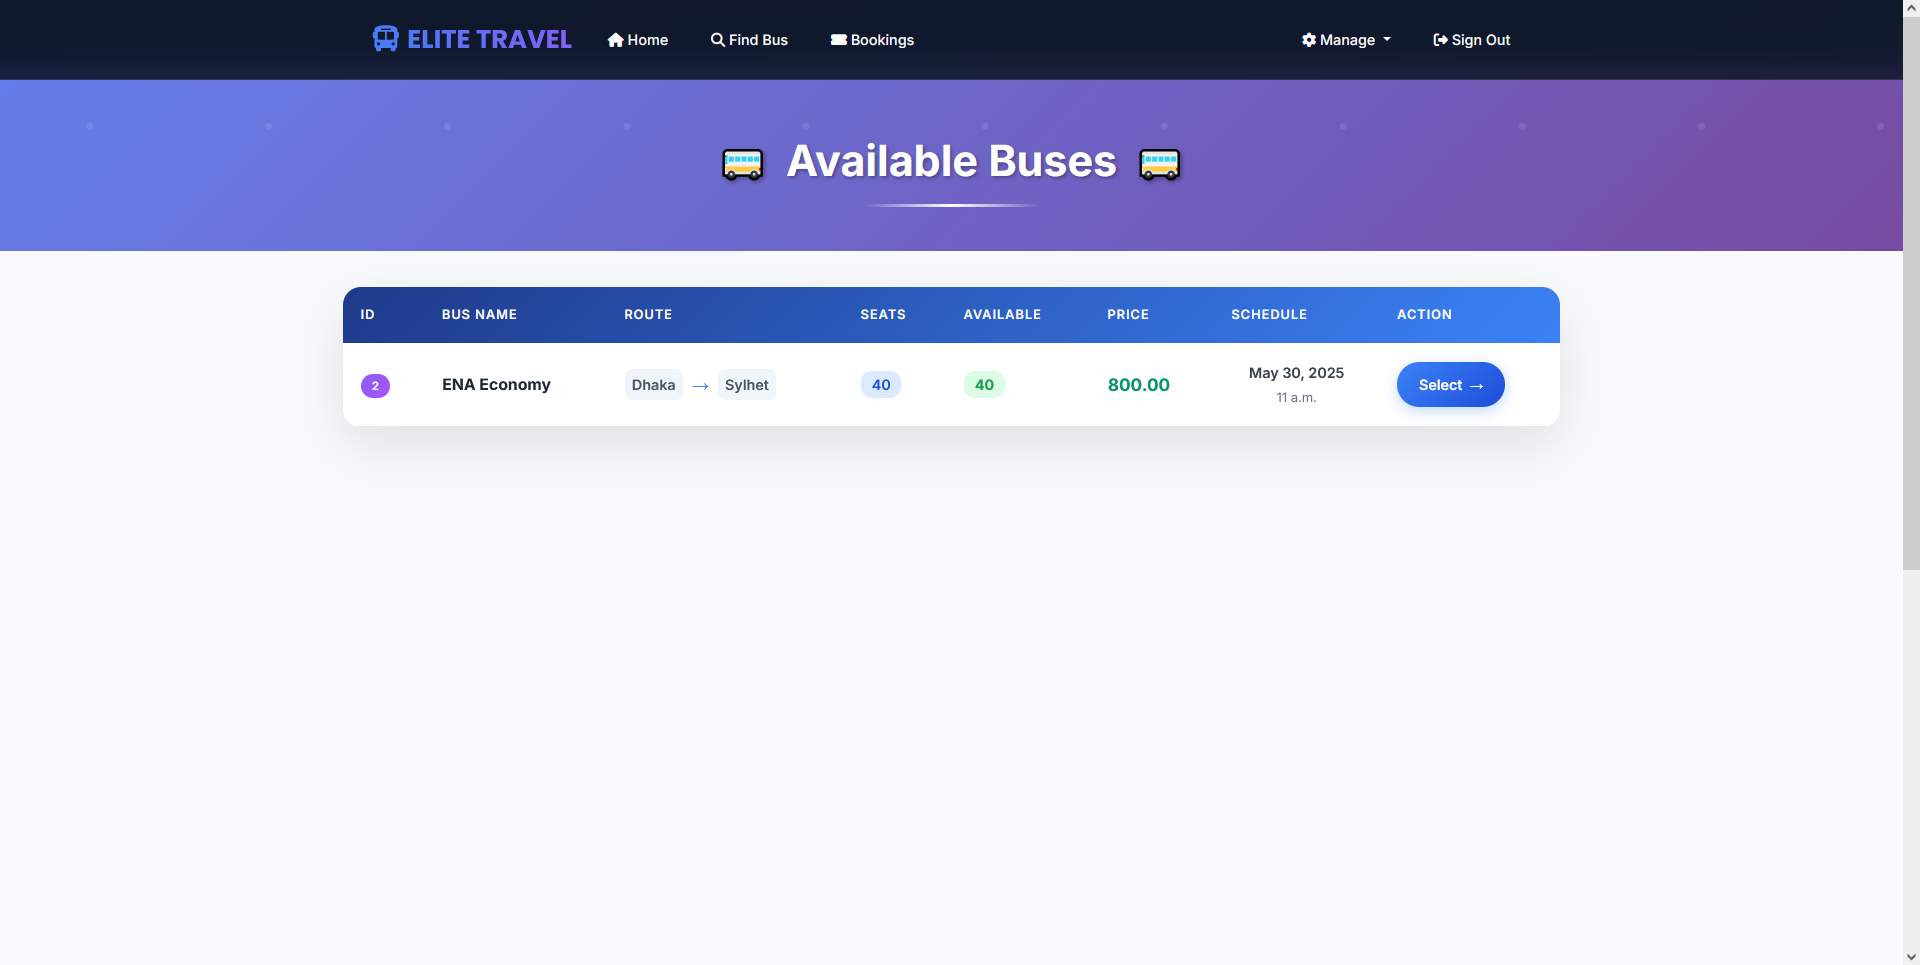 ELITE TRAVEL Home Find Bus Bookings Manage Sign Out
Available Buses
ID BUS NAME ROUTE SEATS AVAILABLE PRICE SCHEDULE ACTION
2 ENA Economy Dhaka → Sylhet 40 40 800.00 May 30, 2025 Select →
11 a.m.